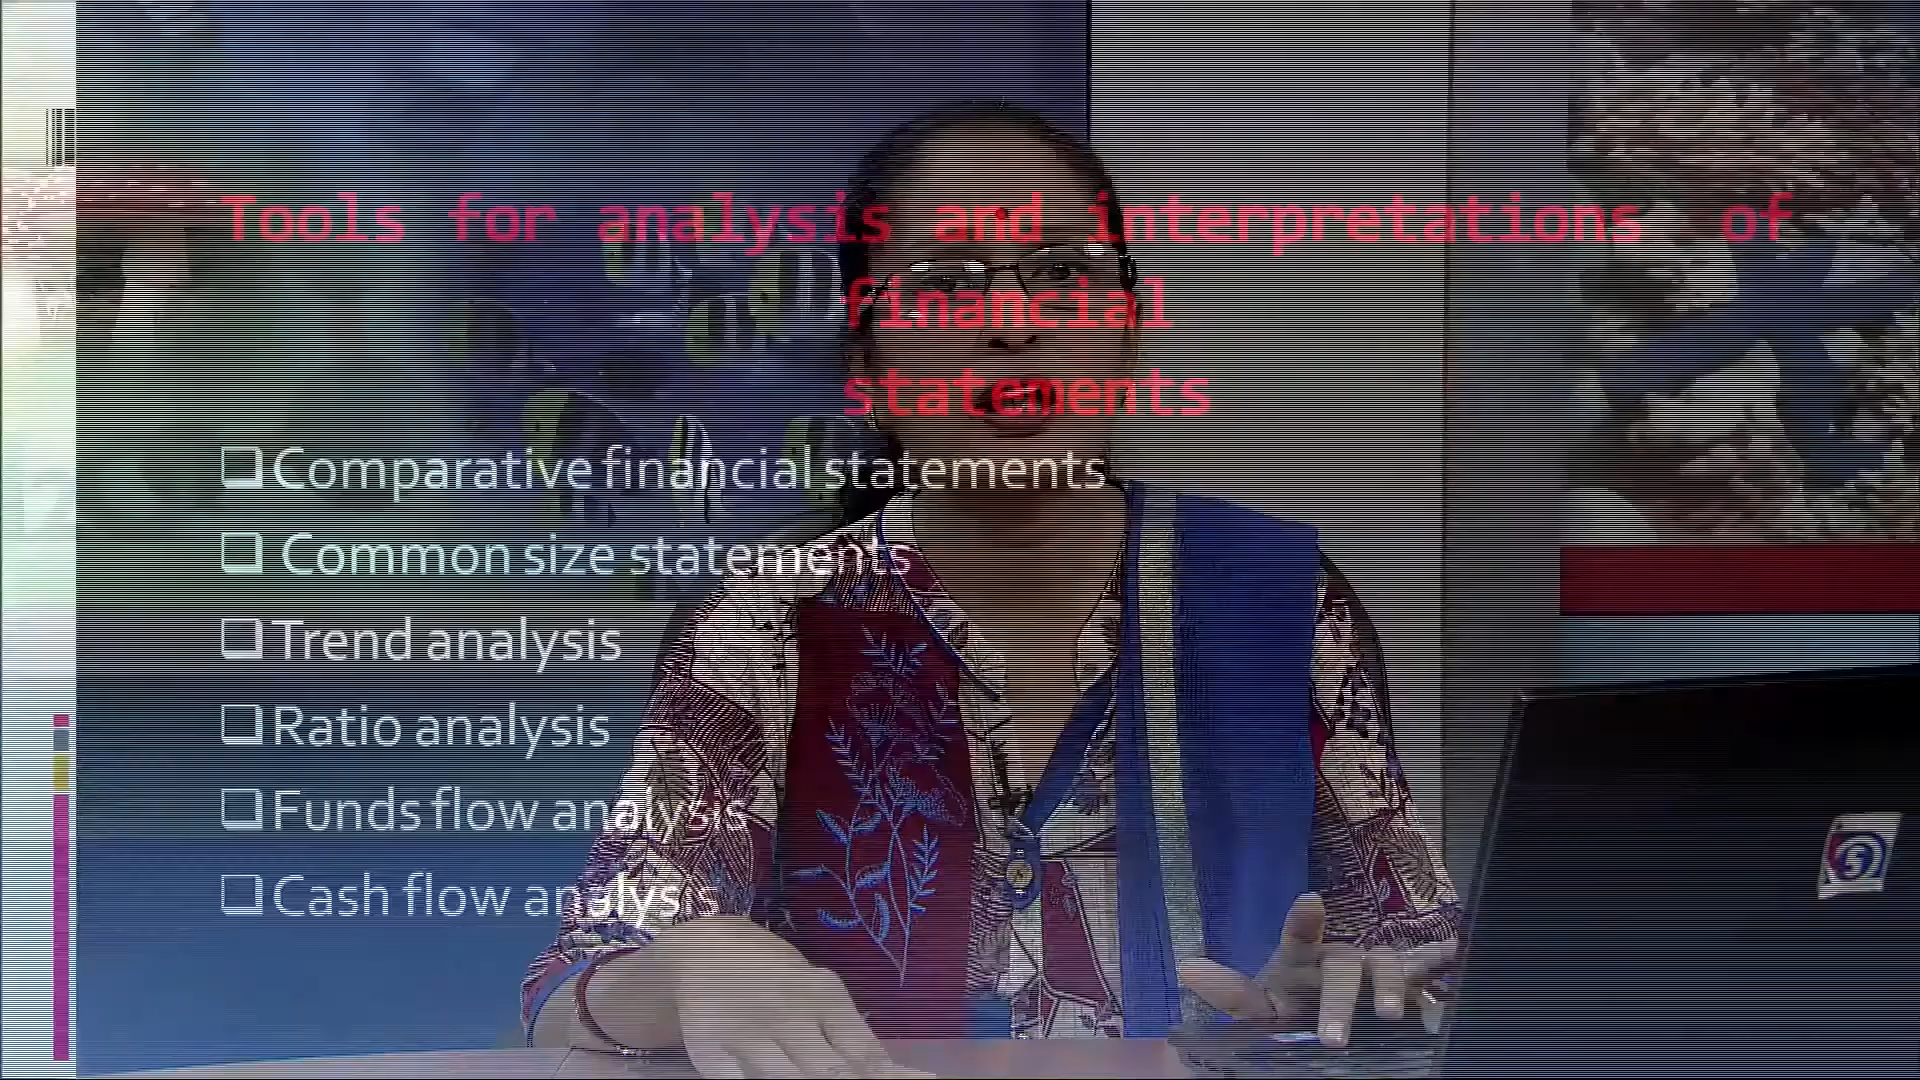 Tools for analysis and interpretations of
financial
statements
Comparative financial statements
Common size statements
Trend analysis
Ratio analysis
Funds flow analysis
Cash flow analysis